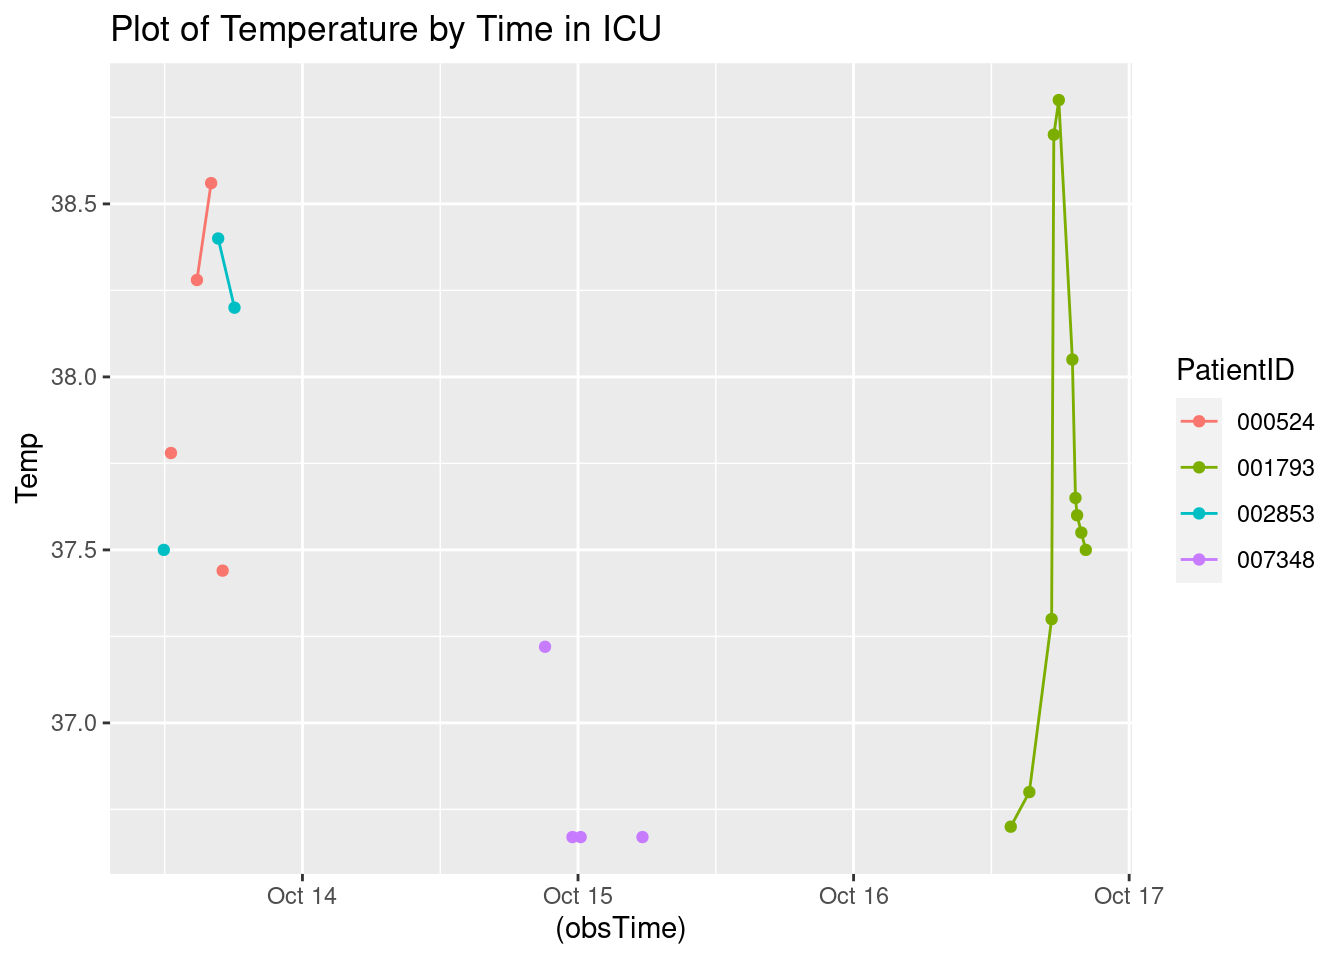 Plot of Temperature by Time in ICU
Temp
38.5
38.0
37.5
37.0
Oct 14
Oct 15
Oct 16
Oct 17
(obsTime)
PatientID
000524
001793
002853
007348